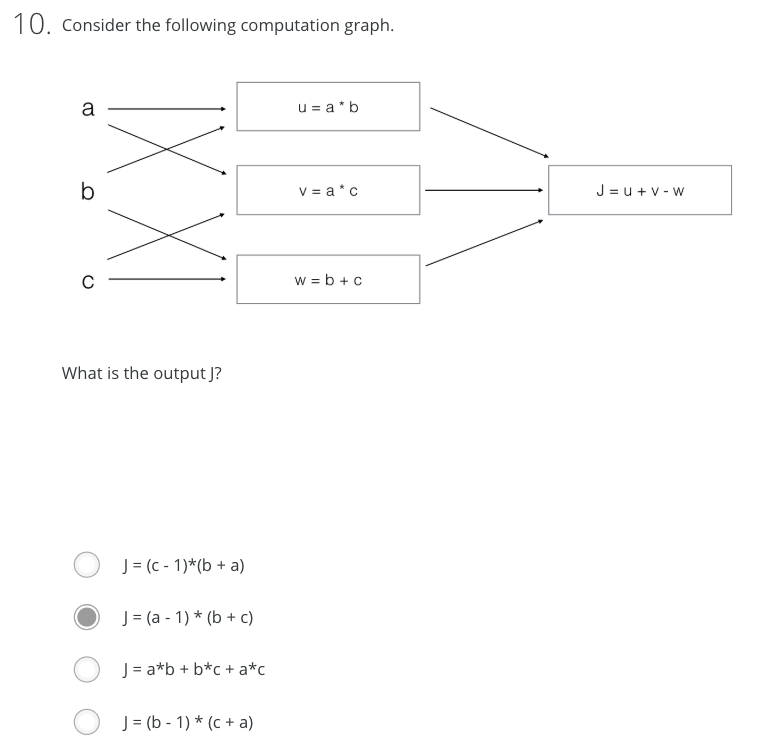 10. Consider the following computation graph.
a
u = a * b
b
v = a * c
J = u + v - w
c
w = b + c
What is the output J?
J = (c - 1)*(b + a)
J = (a - 1) * (b + c)
J = a*b + b*c + a*c
J = (b - 1) * (c + a)